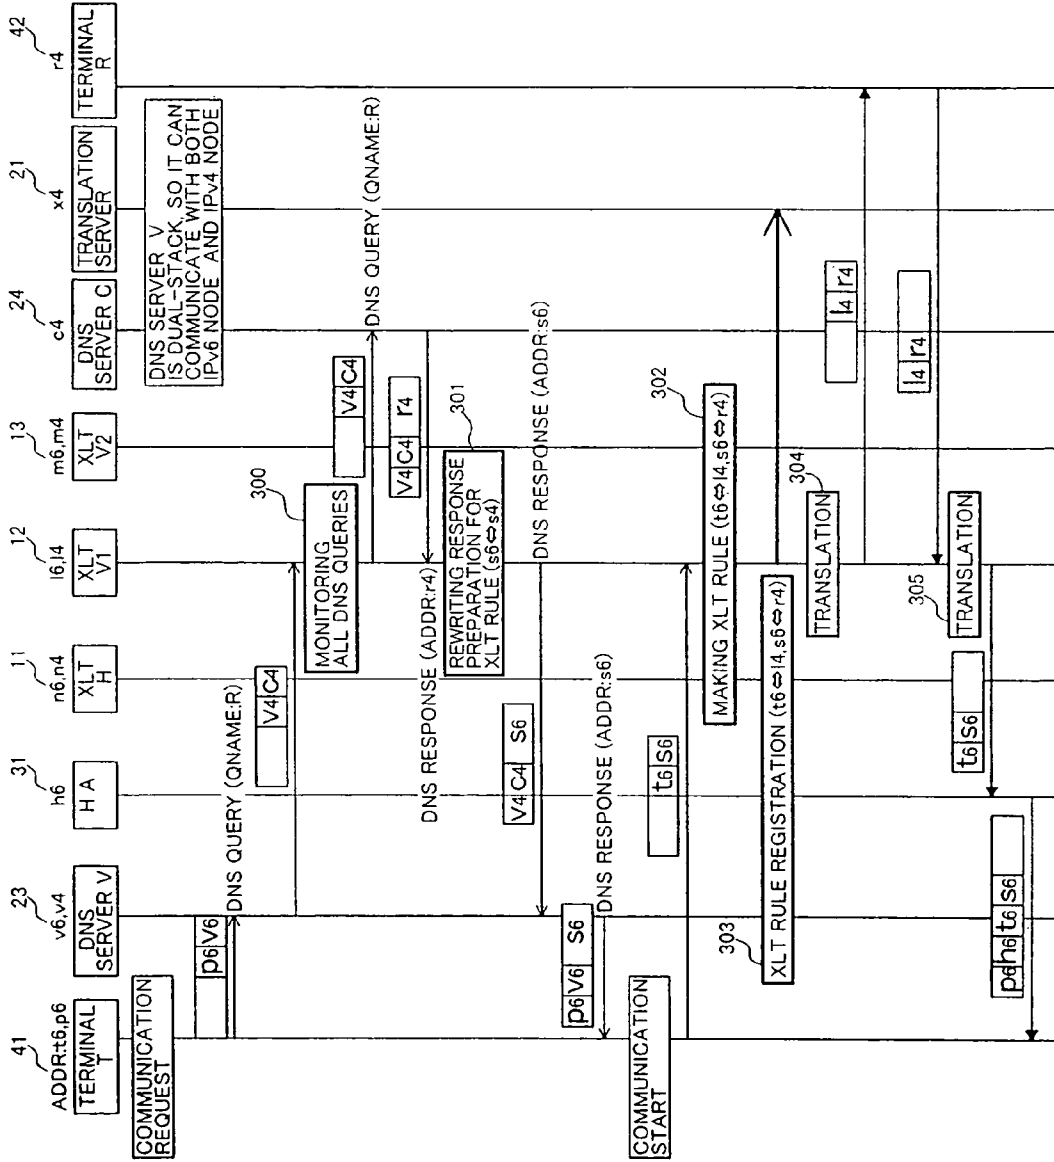 41
ADDR:t6,p6
TERMINAL
T
23
v6,v4
DNS
SERVER V
31
h6
H A
11
n6,n4
XLT
H
12
l6,l4
XLT
V1
13
m6,m4
XLT
V2
24
c4
DNS
SERVER C
21
x4
TRANSLATION
SERVER
42
r4
TERMINAL
R
COMMUNICATION
REQUEST
DNS SERVER V
IS DUAL-STACK, SO IT CAN
COMMUNICATE WITH BOTH
IPv6 NODE AND IPv4 NODE
p6 v6
DNS QUERY (QNAME:R)
v4 c4
300
MONITORING
ALL DNS QUERIES
v4 c4
DNS QUERY (QNAME:R)
v4 c4 r4
DNS RESPONSE (ADDR:r4)
301
REWRITING RESPONSE
PREPARATION FOR
XLT RULE (s6⇔s4)
v4 c4 s6
DNS RESPONSE (ADDR:s6)
p6 v6 s6
DNS RESPONSE (ADDR:s6)
COMMUNICATION
START
t6 s6
302
MAKING XLT RULE (t6⇔l4,s6⇔r4)
303
XLT RULE REGISTRATION (t6⇔l4,s6⇔r4)
304
TRANSLATION
l4 r4
l4 r4
305
TRANSLATION
t6 s6
p6 h6 t6 s6